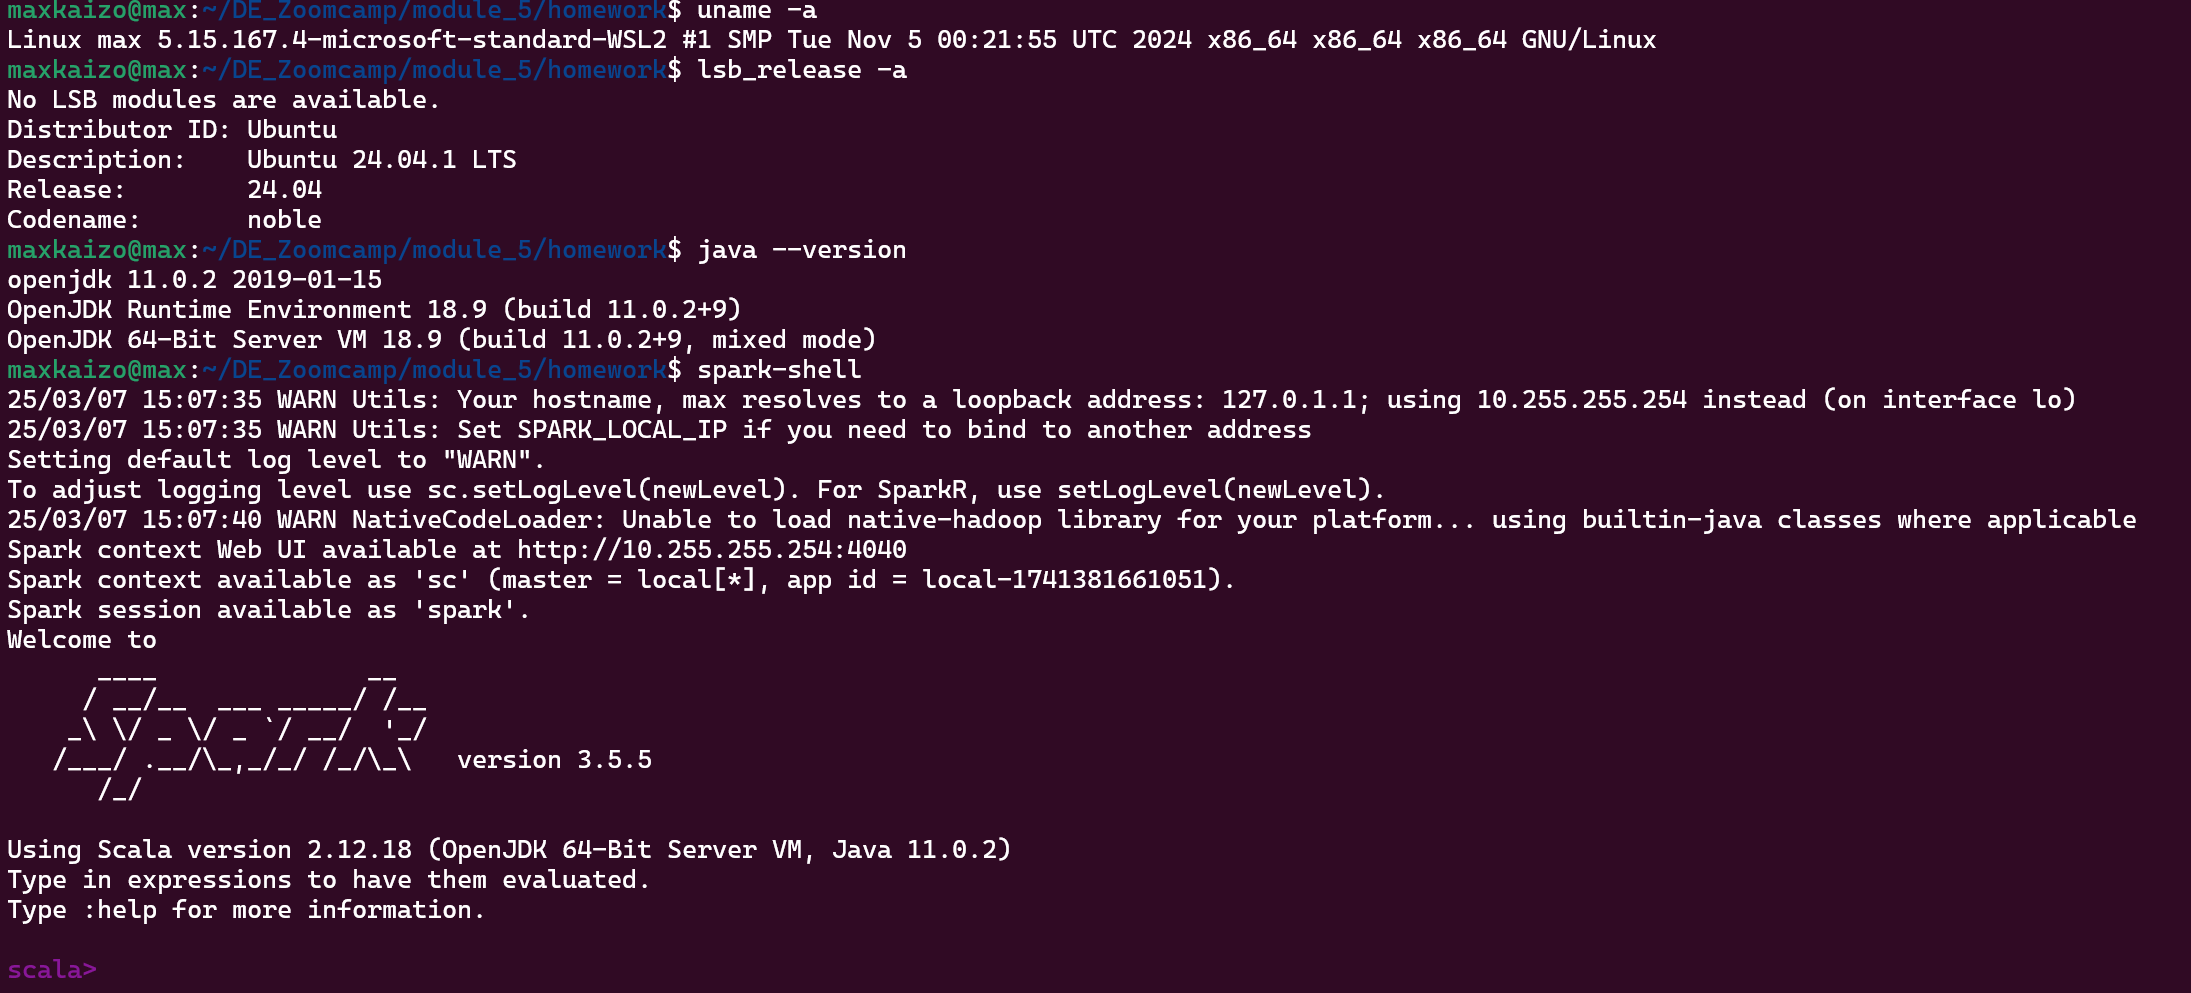 maxkaizo@max:~/DE_Zoomcamp/module_5/homework$ uname -a
Linux max 5.15.167.4-microsoft-standard-WSL2 #1 SMP Tue Nov 5 00:21:55 UTC 2024 x86_64 x86_64 x86_64 GNU/Linux
maxkaizo@max:~/DE_Zoomcamp/module_5/homework$ lsb_release -a
No LSB modules are available.
Distributor ID: Ubuntu
Description:    Ubuntu 24.04.1 LTS
Release:        24.04
Codename:       noble
maxkaizo@max:~/DE_Zoomcamp/module_5/homework$ java --version
openjdk 11.0.2 2019-01-15
OpenJDK Runtime Environment 18.9 (build 11.0.2+9)
OpenJDK 64-Bit Server VM 18.9 (build 11.0.2+9, mixed mode)
maxkaizo@max:~/DE_Zoomcamp/module_5/homework$ spark-shell
25/03/07 15:07:35 WARN Utils: Your hostname, max resolves to a loopback address: 127.0.1.1; using 10.255.255.254 instead (on interface lo)
25/03/07 15:07:35 WARN Utils: Set SPARK_LOCAL_IP if you need to bind to another address
Setting default log level to "WARN".
To adjust logging level use sc.setLogLevel(newLevel). For SparkR, use setLogLevel(newLevel).
25/03/07 15:07:40 WARN NativeCodeLoader: Unable to load native-hadoop library for your platform... using builtin-java classes where applicable
Spark context Web UI available at http://10.255.255.254:4040
Spark context available as 'sc' (master = local[*], app id = local-1741381661051).
Spark session available as 'spark'.
Welcome to
      ____              __
     / __/__  ___ _____/ /__
    _\ \/ _ \/ _ `/ __/  '_/
   /___/ .__/\_,_/_/ /_/\_\   version 3.5.5
      /_/
Using Scala version 2.12.18 (OpenJDK 64-Bit Server VM, Java 11.0.2)
Type in expressions to have them evaluated.
Type :help for more information.
scala>